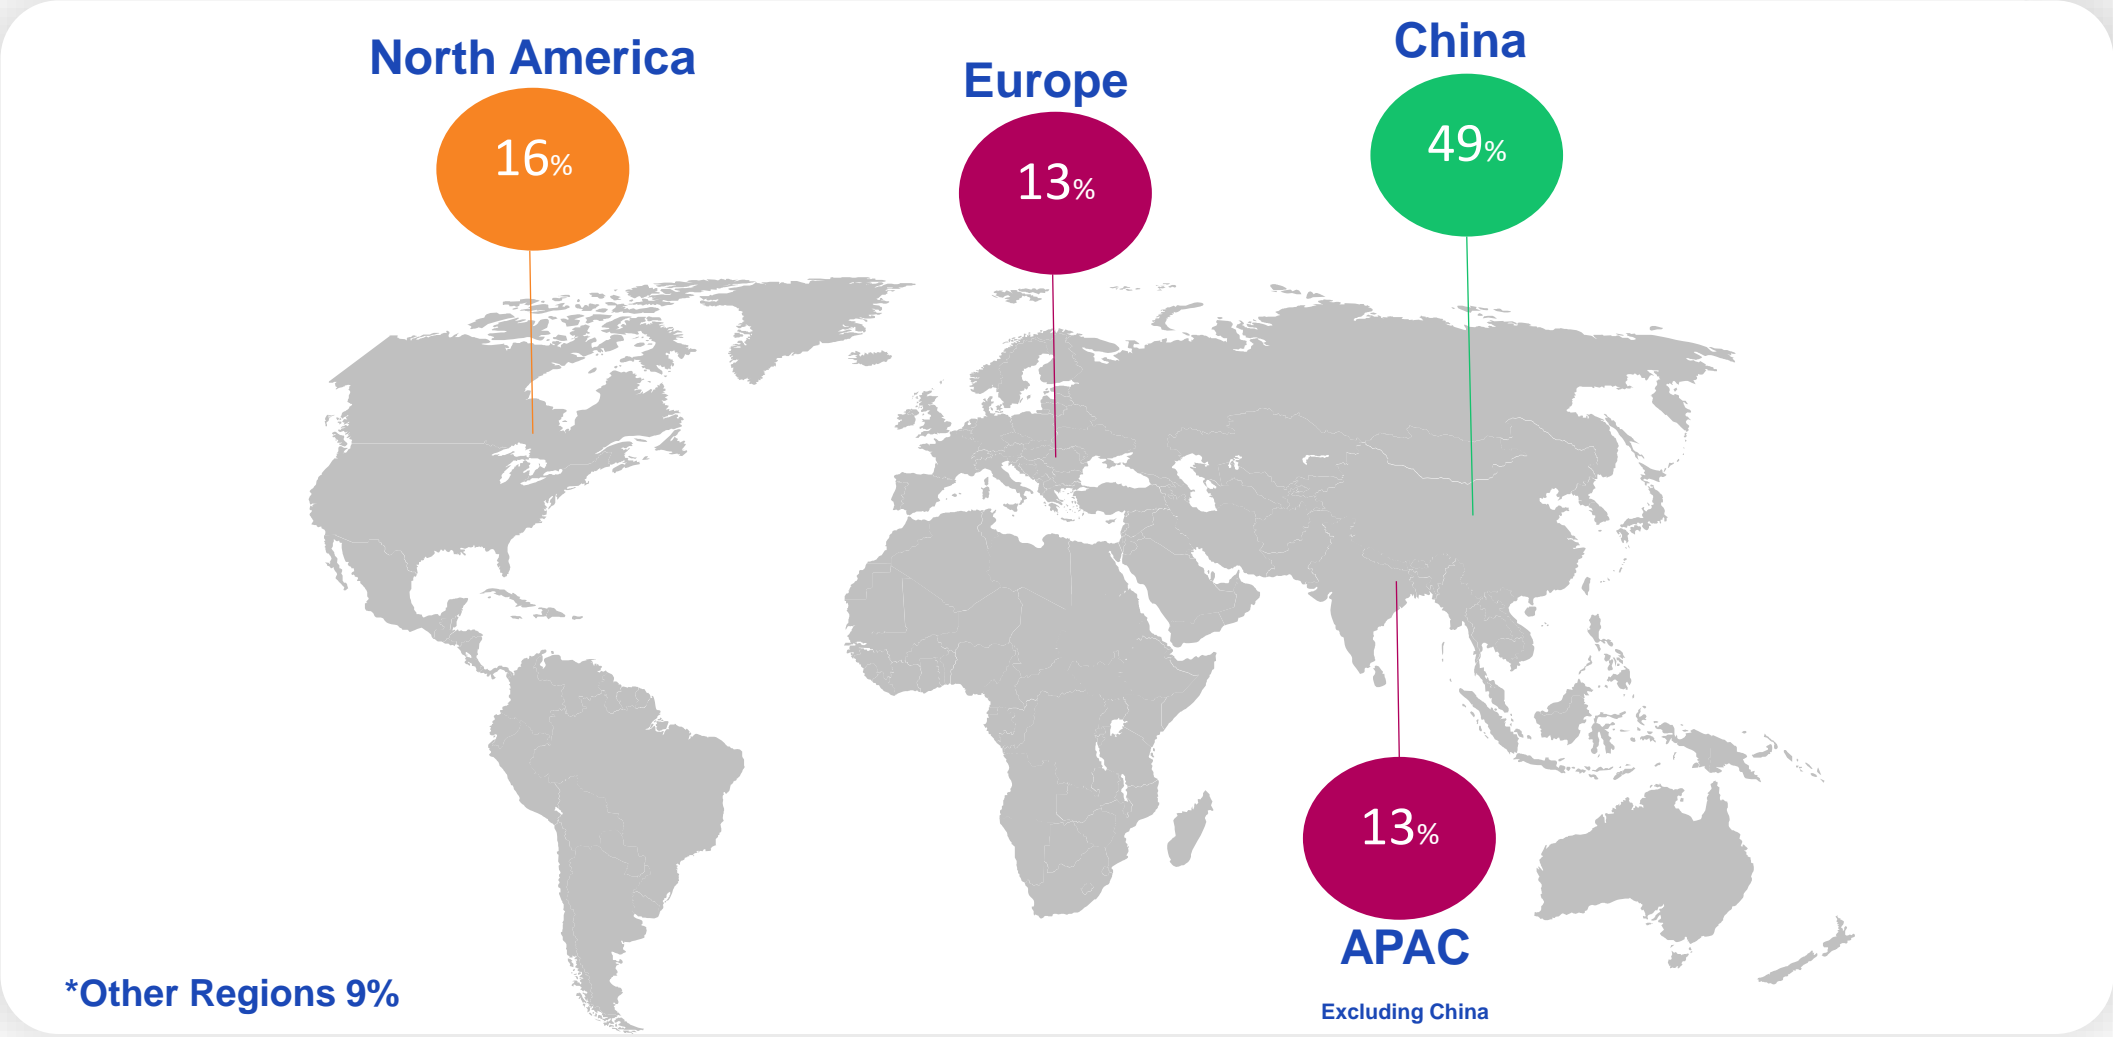 North America
16%
Europe
13%
China
49%
13%
APAC
Excluding China
*Other Regions 9%